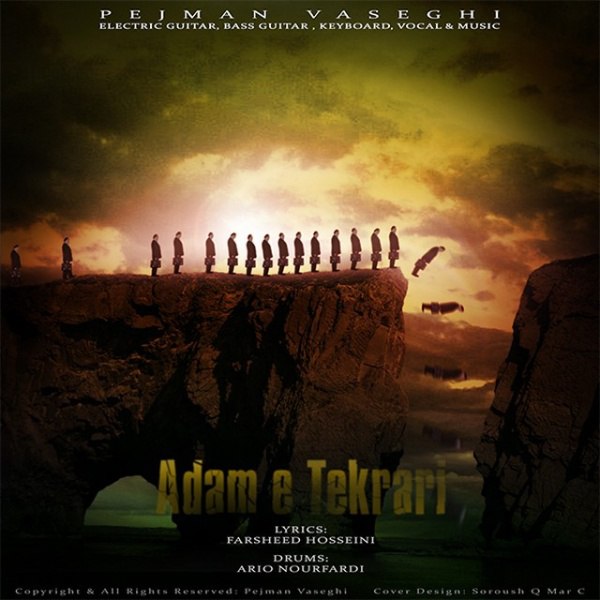 PEJMAN VASEGHI
ELECTRIC GUITAR, BASS GUITAR , KEYBOARD, VOCAL & MUSIC
Adam e Tekrari
LYRICS:
FARSHEED HOSSEINI
DRUMS:
ARIO NOURFARDI
Copyright & All Rights Reserved: Pejman Vaseghi Cover Design: Soroush Q Mar C